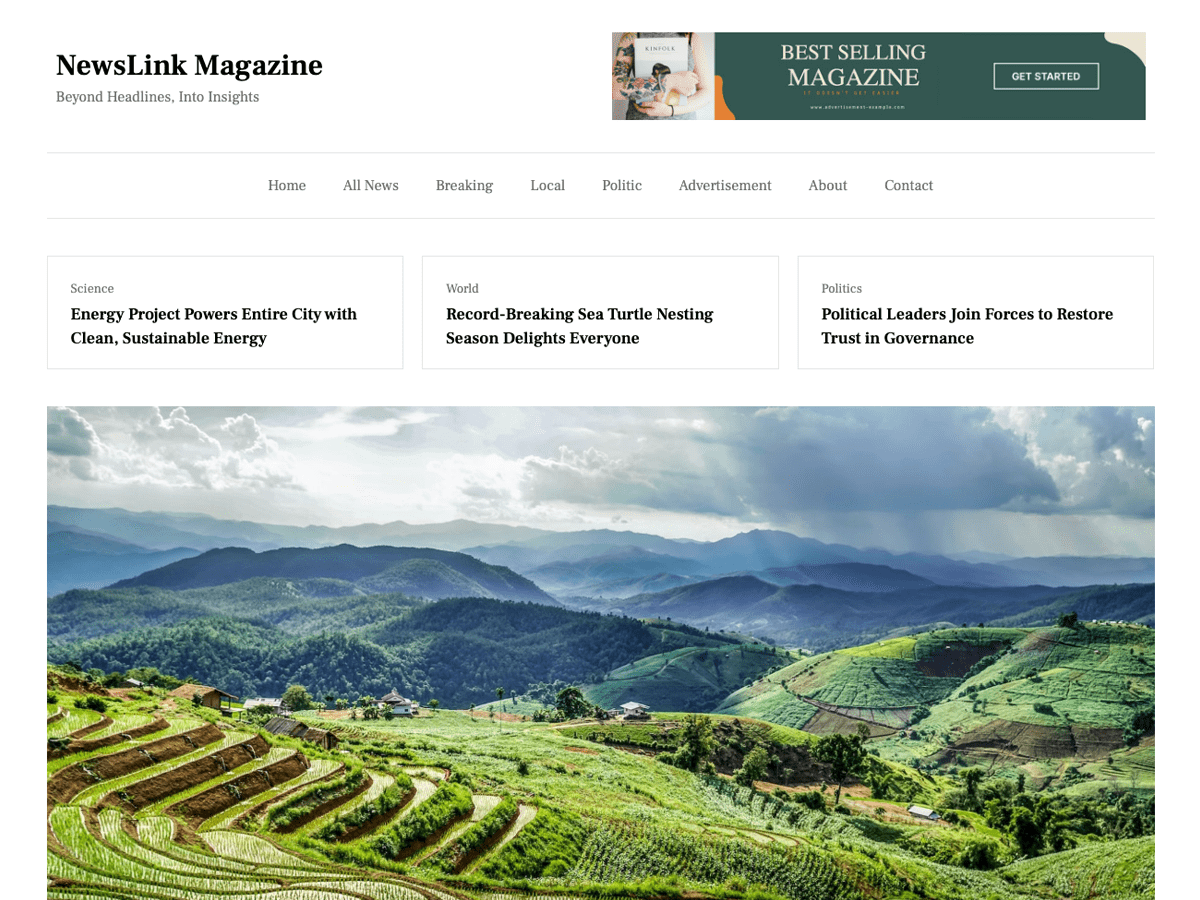 NewsLink Magazine
Beyond Headlines, Into Insights
KINFOLK
BEST SELLING
MAGAZINE
IT DOESN'T GET EASIER
www.advertisement-example.com
GET STARTED
Home All News Breaking Local Politic Advertisement About Contact
Science
Energy Project Powers Entire City with
Clean, Sustainable Energy
World
Record-Breaking Sea Turtle Nesting
Season Delights Everyone
Politics
Political Leaders Join Forces to Restore
Trust in Governance